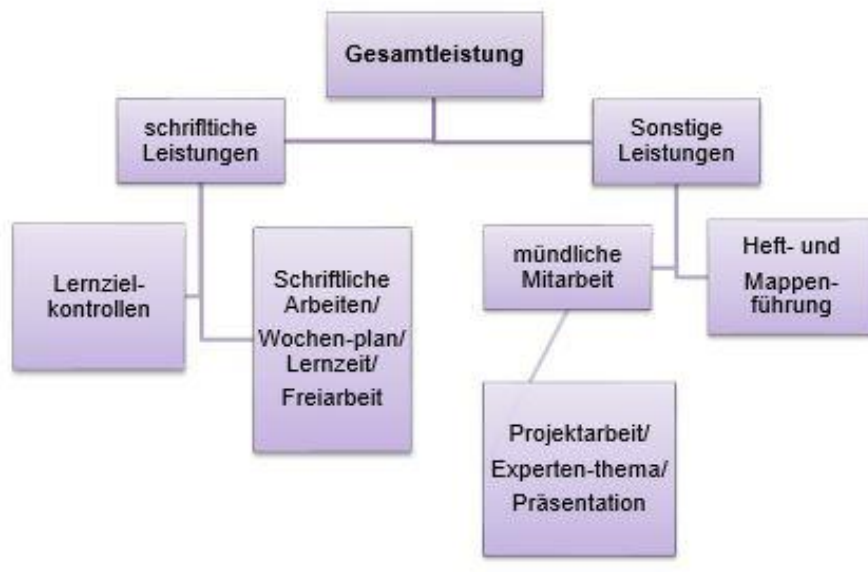 Gesamtleistung
schrifltiche
Leistungen
Sonstige
Leistungen
Lernziel-
kontrollen
Schriftliche
Arbeiten/
Wochen-plan/
Lernzeit/
Freiarbeit
mündliche
Mitarbeit
Heft- und
Mappen-
führung
Projektarbeit/
Experten-thema/
Präsentation